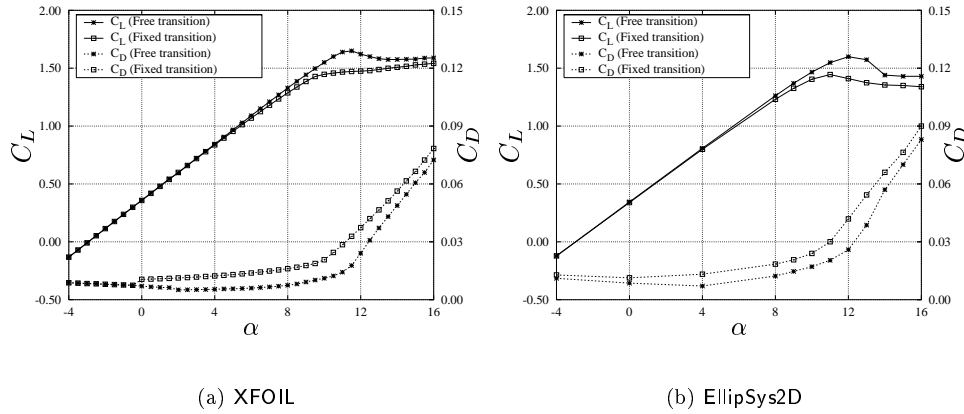 C_L (Free transition)
C_L (Fixed transition)
C_D (Free transition)
C_D (Fixed transition)
2.00
1.50
1.00
0.50
0.00
-0.50
C_L
0.15
0.12
0.09
0.06
0.03
0.00
C_D
-4 0 4 8 12 16
α
(a) XFOIL
C_L (Free transition)
C_L (Fixed transition)
C_D (Free transition)
C_D (Fixed transition)
2.00
1.50
1.00
0.50
0.00
-0.50
C_L
0.15
0.12
0.09
0.06
0.03
0.00
C_D
-4 0 4 8 12 16
α
(b) EllipSys2D